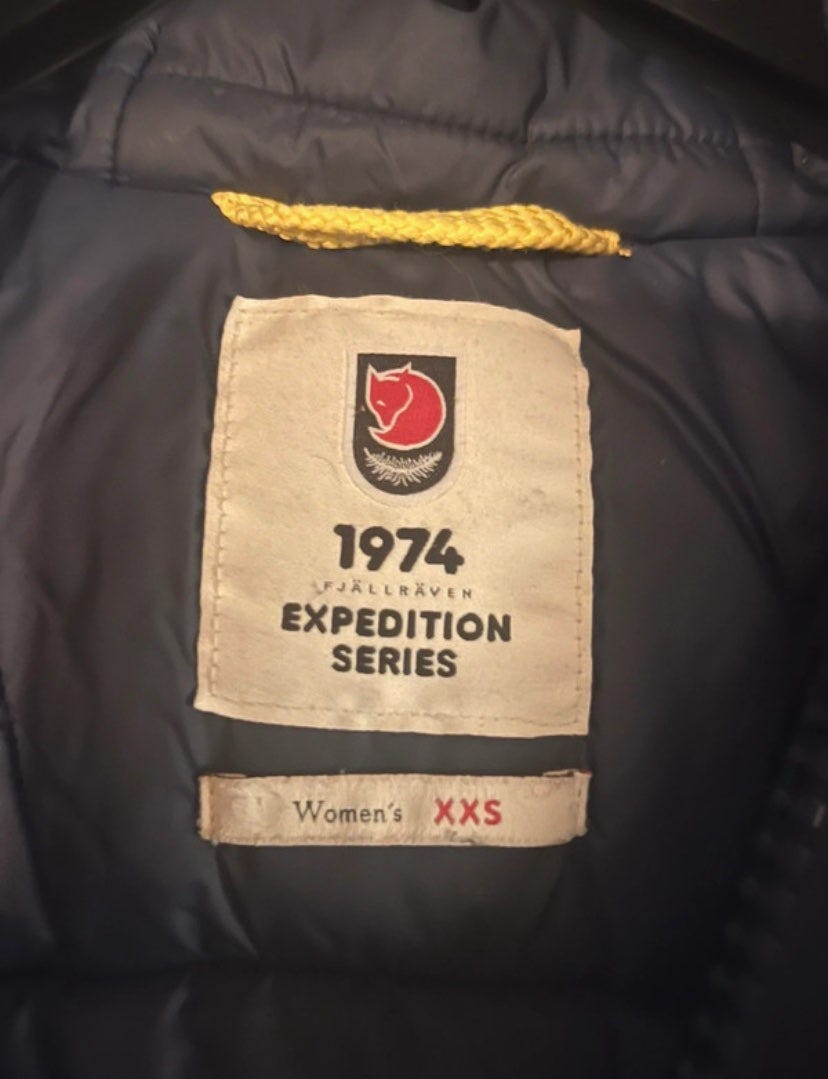 1974
FJÄLLRÄVEN
EXPEDITION
SERIES
Women's XXS